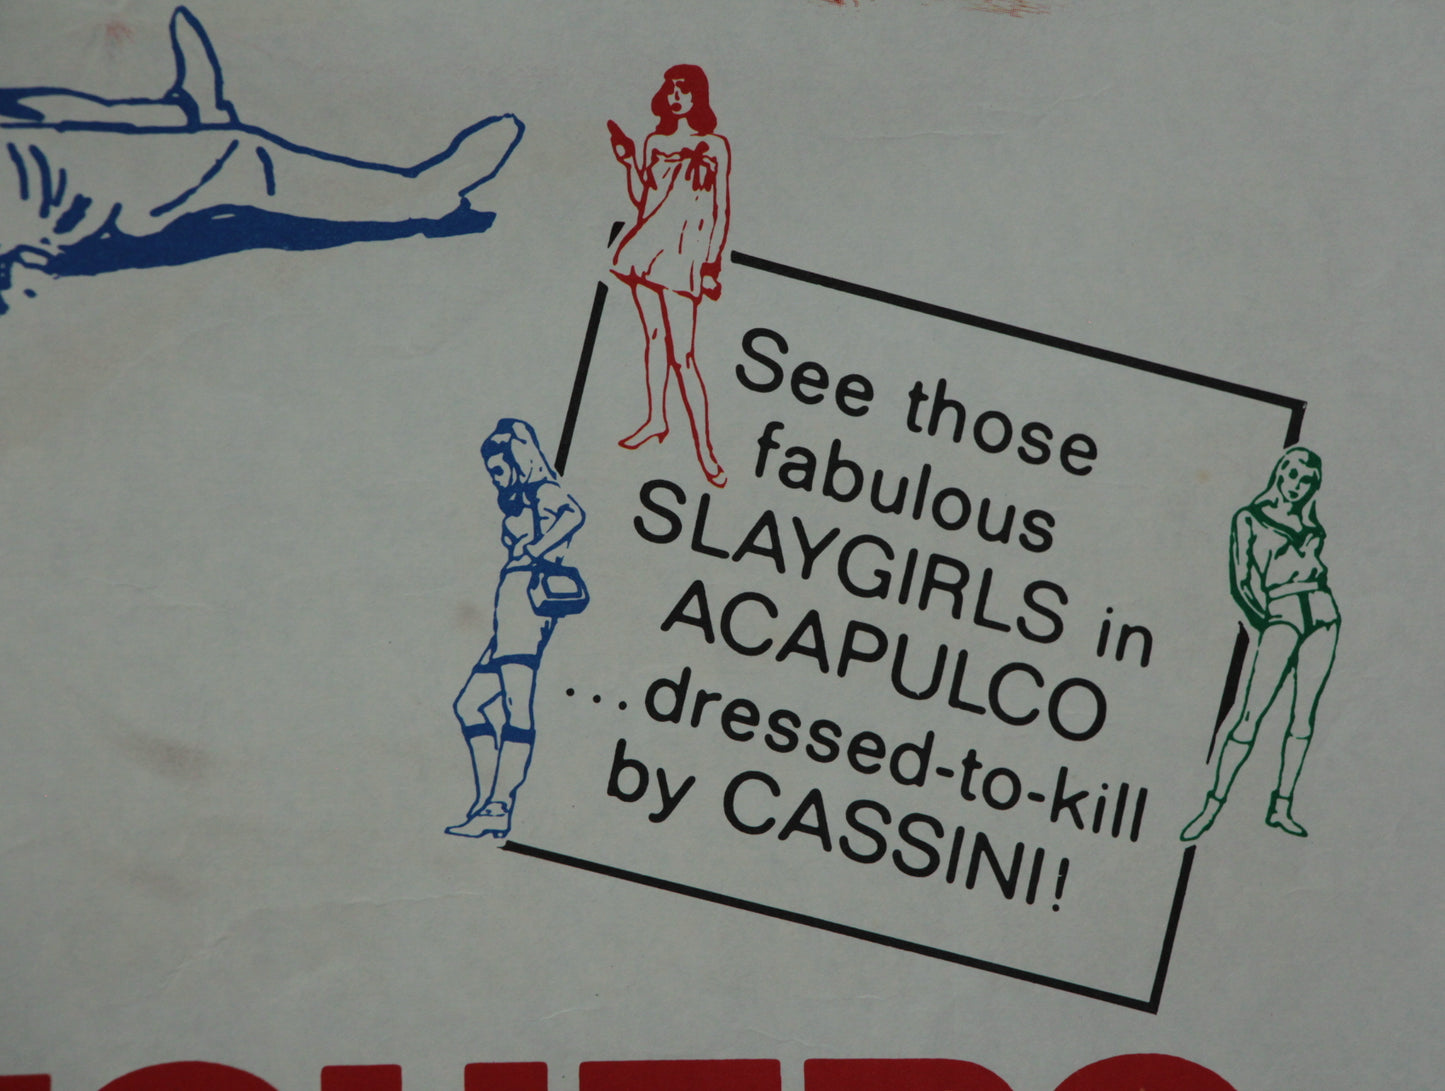 See those
fabulous
SLAYGIRLS in
ACAPULCO
...dressed-to-kill
by CASSINI!